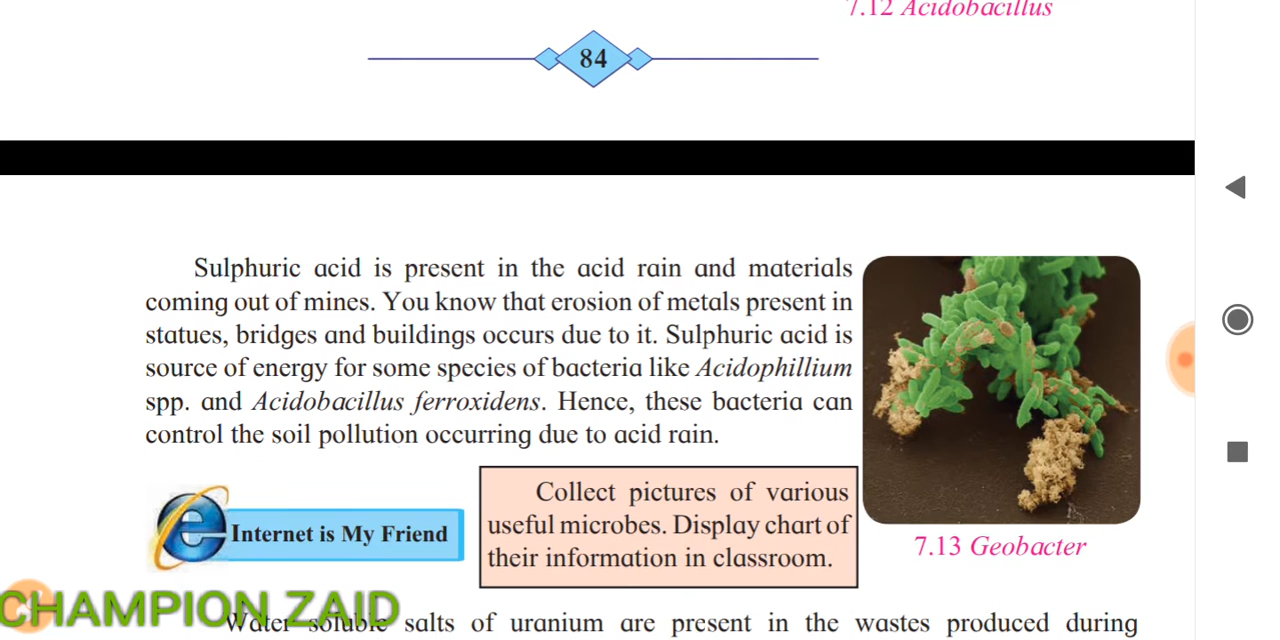 7.12 Acidobacillus
84
Sulphuric acid is present in the acid rain and materials
coming out of mines. You know that erosion of metals present in
statues, bridges and buildings occurs due to it. Sulphuric acid is
source of energy for some species of bacteria like Acidophillium
spp. and Acidobacillus ferroxidens. Hence, these bacteria can
control the soil pollution occurring due to acid rain.
Internet is My Friend
Collect pictures of various
useful microbes. Display chart of
their information in classroom.
7.13 Geobacter
CHAMPION ZAID
Water soluble salts of uranium are present in the wastes produced during